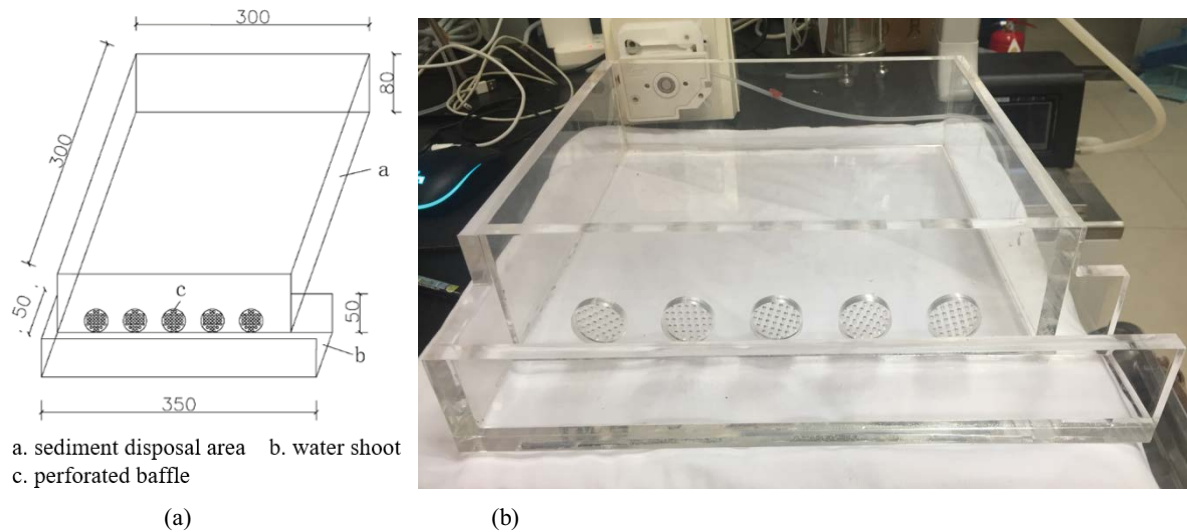 300
80
300
a
c
50
50
b
350
a. sediment disposal area b. water shoot
c. perforated baffle
(a)
(b)